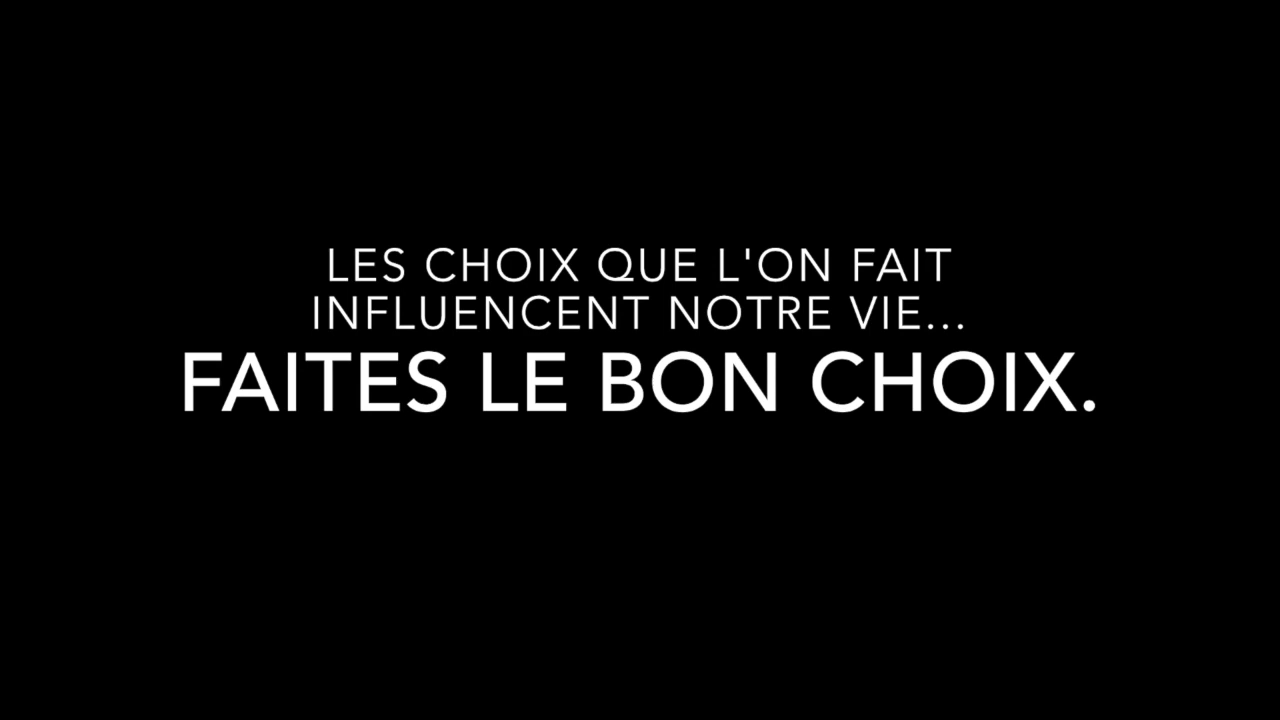 LES CHOIX QUE L'ON FAIT
INFLUENCENT NOTRE VIE...
FAITES LE BON CHOIX.